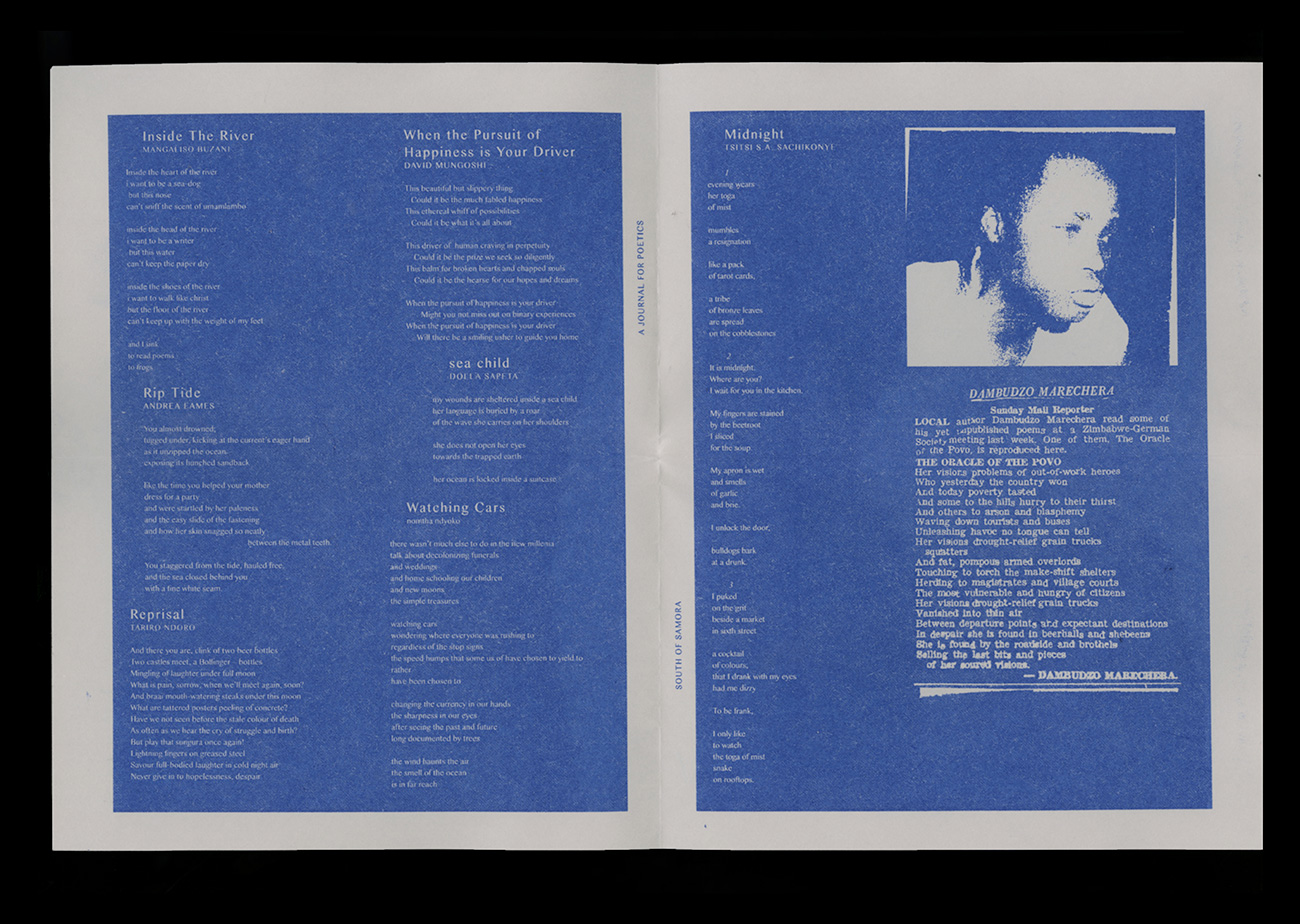 Inside The River
MANGALISO BUZANI
Inside the heart of the river
i want to be a sea-dog
but this nose
can't sniff the scent of umamlambo
inside the head of the river
i want to be a writer
but this water
can't keep the paper dry
inside the shoes of the river
i want to walk like christ
but the floor of the river
can't keep up with the weight of my feet
and I sink
to read poems
to frogs.
Rip Tide
ANDREA EAMES
You almost drowned;
tugged under, kicking at the current's eager hand
as it unzipped the ocean,
exposing its hunched sandback
like the time you helped your mother
dress for a party
and were startled by her paleness
and the easy slide of the fastening
and how her skin snagged so neatly
between the metal teeth.
You staggered from the tide, hauled free,
and the sea closed behind you
with a fine white seam.
Reprisal
TARIRO NDORO
And there you are, clink of two beer bottles
Two castles meet, a Bollinger – bottles
Mingling of laughter under full moon
What is pain, sorrow, when we'll meet again, soon?
And braai mouth-watering steaks under this moon
What are tattered posters peeling of concrete?
Have we not seen before the stale colour of death
As often as we hear the cry of struggle and birth?
But play that sungura once again!
Lightning fingers on greased steel
Savour full-bodied laughter in cold night air
Never give in to hopelessness, despair
When the Pursuit of
Happiness is Your Driver
DAVID MUNGOSHI
This beautiful but slippery thing
Could it be the much fabled happiness
This ethereal whiff of possibilities
Could it be what it's all about
This driver of human craving in perpetuity
Could it be the prize we seek so diligently
This balm for broken hearts and chapped souls
Could it be the hearse for our hopes and dreams
When the pursuit of happiness is your driver
Might you not miss out on binary experiences
When the pursuit of happiness is your driver
Will there be a smiling usher to guide you home
sea child
DOLLA SAPETA
my wounds are sheltered inside a sea child
her language is buried by a roar
of the wave she carries on her shoulders
she does not open her eyes
towards the trapped earth
her ocean is locked inside a suitcase
Watching Cars
nomtha ndyoko
there wasn't much else to do in the new millenia
talk about decolonizing funerals
and weddings
and home schooling our children
and new moons
the simple treasures
watching cars
wondering where everyone was rushing to
regardless of the stop signs
the speed bumps that some us of have chosen to yield to
rather
have been chosen to
changing the currency in our hands
the sharpness in our eyes
after seeing the past and future
long documented by trees
the wind haunts the air
the smell of the ocean
is in far reach
A JOURNAL FOR POETICS
SOUTH OF SAMORA
Midnight
TSITSI S.A. SACHIKONYE
1
evening wears
her toga
of mist
mumbles
a resignation
like a pack
of tarot cards,
a tribe
of bronze leaves
are spread
on the cobblestones
2
It is midnight.
Where are you?
I wait for you in the kitchen.
My fingers are stained
by the beetroot
I sliced
for the soup.
My apron is wet
and smells
of garlic
and brie.
I unlock the door,
bulldogs bark
at a drunk.
3
I puked
on the grit
beside a market
in sixth street
a cocktail
of colours,
that I drank with my eyes
had me dizzy
To be frank,
I only like
to watch
the toga of mist
snake
on rooftops.
DAMBUDZO MARECHERA
Sunday Mail Reporter
LOCAL author Dambudzo Marechera read some of
his yet unpublished poems at a Zimbabwe-German
Society meeting last week. One of them, The Oracle
of the Povo, is reproduced here.
THE ORACLE OF THE POVO
Her visions problems of out-of-work heroes
Who yesterday the country won
And today poverty tasted
And some to the hills hurry to their thirst
And others to arson and blasphemy
Waving down tourists and buses
Unleashing havoc no tongue can tell
Her visions drought-relief grain trucks
squatters
And fat, pompous armed overlords
Touching to torch the make-shift shelters
Herding to magistrates and village courts
The most vulnerable and hungry of citizens
Her visions drought-relief grain trucks
Vanished into thin air
Between departure points and expectant destinations
In despair she is found in beerhalls and shebeens
She is found by the roadside and brothels
Selling the last bits and pieces
of her soured visions.
— DAMBUDZO MARECHERA.